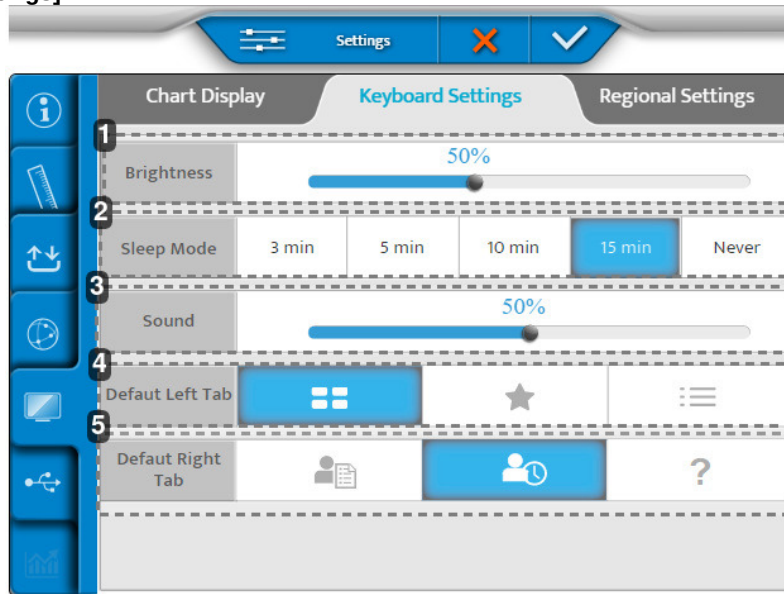 Settings
Chart Display Keyboard Settings Regional Settings
1
Brightness 50%
2
Sleep Mode 3 min 5 min 10 min 15 min Never
3
Sound 50%
4
Defaut Left Tab
5
Defaut Right
Tab ?